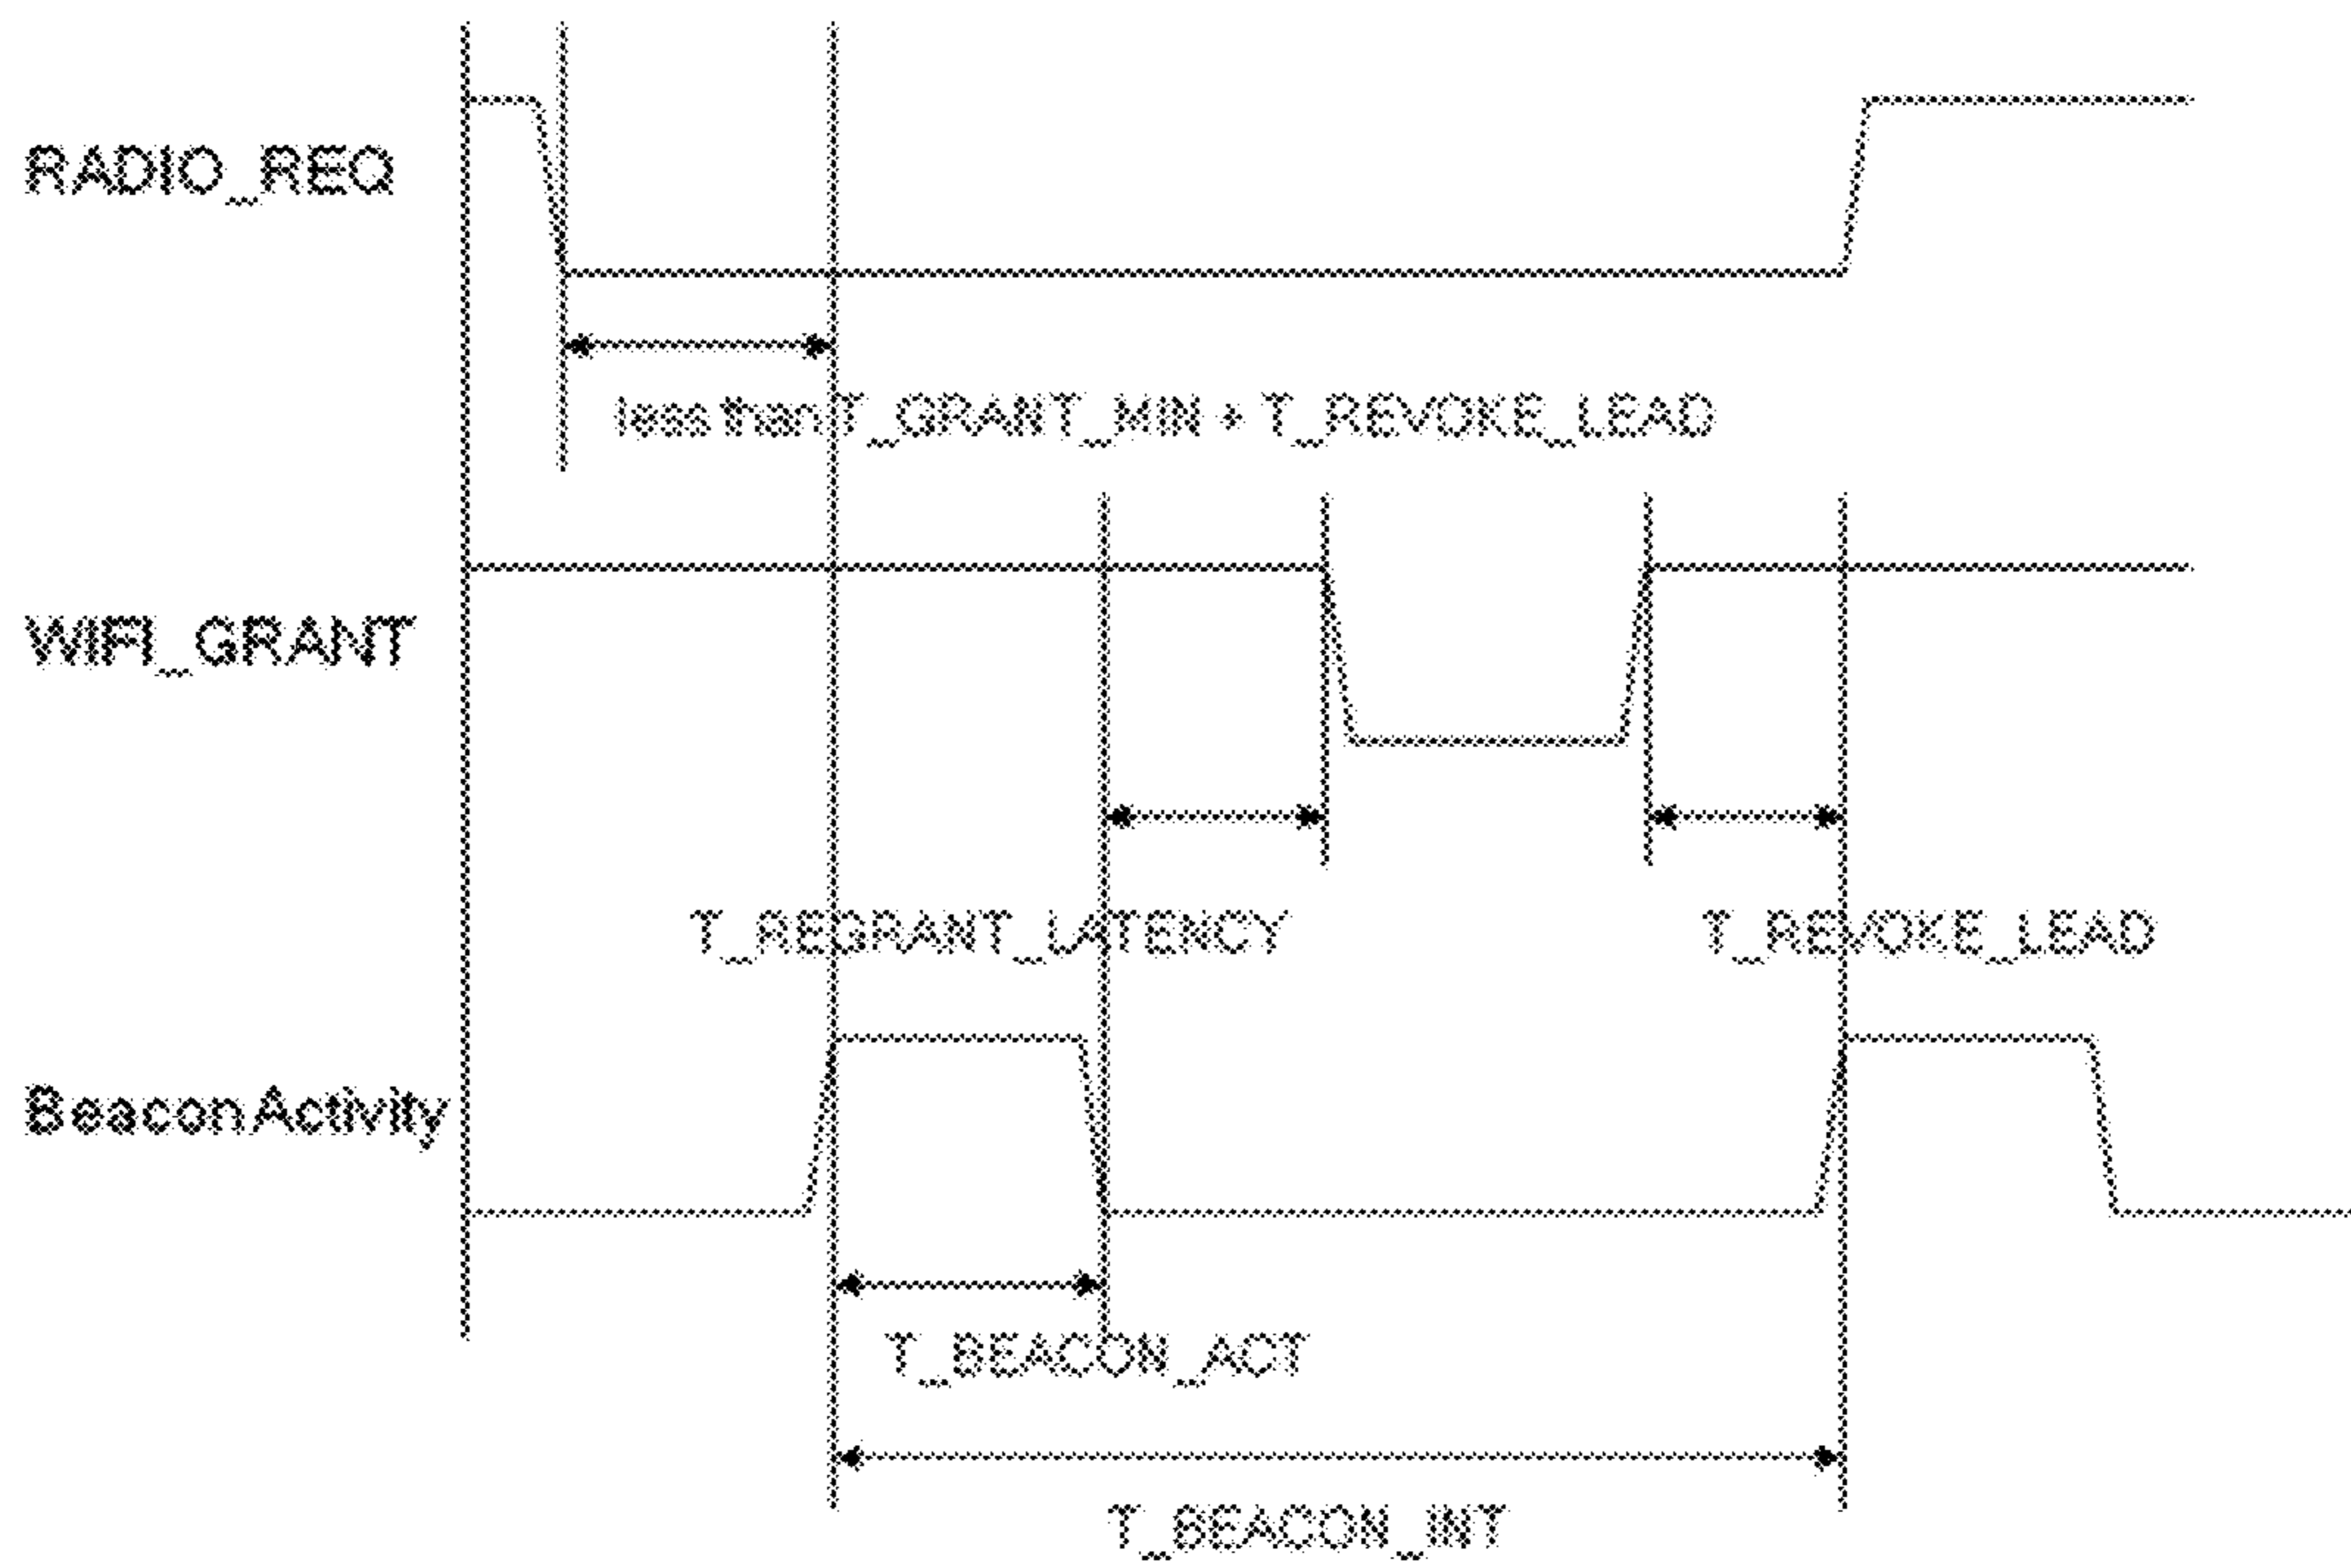 RADIO_REQ
less than T_GRANT_MIN + T_REVOKE_LEAD
WIFI_GRANT
T_REGRANT_LATENCY
T_REVOKE_LEAD
Beacon Activity
T_BEACON_ACT
T_BEACON_INT